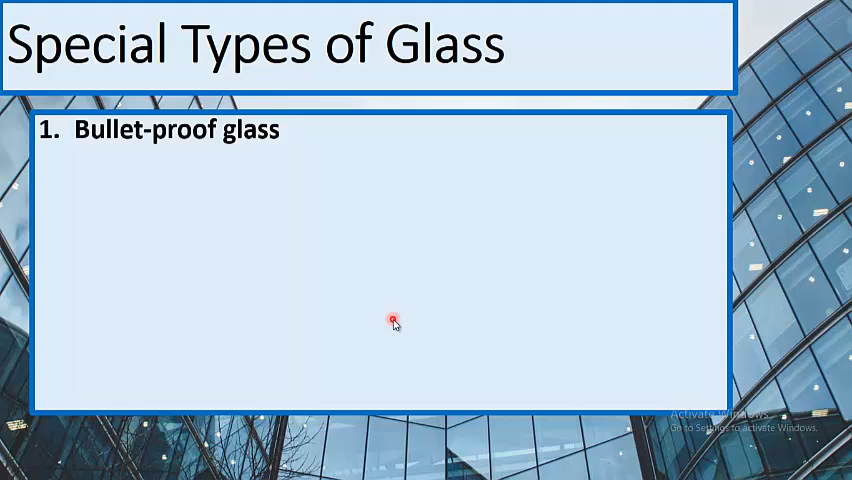 Special Types of Glass
1. Bullet-proof glass
Activate Windows
Go to Settings to activate Windows.